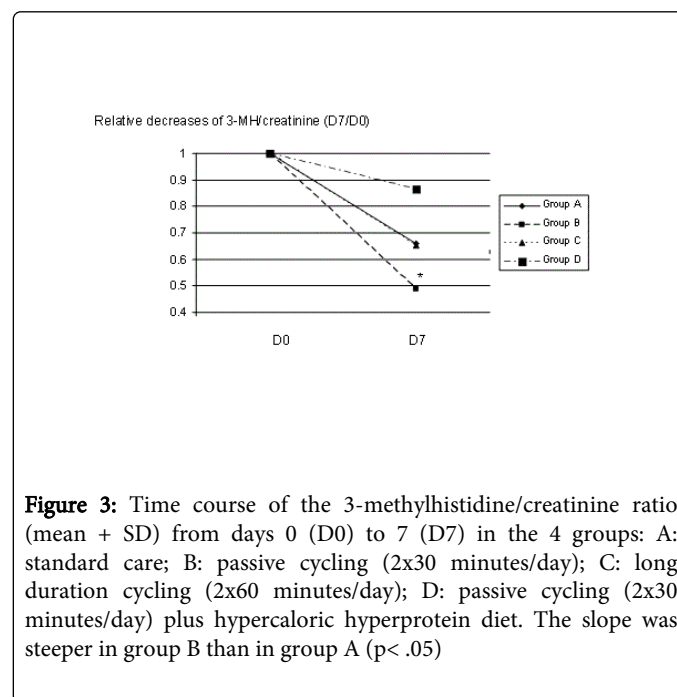 Relative decreases of 3-MH/creatinine (D7/D0)
1
0.9
0.8
0.7
0.6
0.5
0.4
*
D0
D7
Group A
Group B
Group C
Group D
Figure 3: Time course of the 3-methylhistidine/creatinine ratio
(mean + SD) from days 0 (D0) to 7 (D7) in the 4 groups: A:
standard care; B: passive cycling (2x30 minutes/day); C: long
duration cycling (2x60 minutes/day); D: passive cycling (2x30
minutes/day) plus hypercaloric hyperprotein diet. The slope was
steeper in group B than in group A (p< .05)